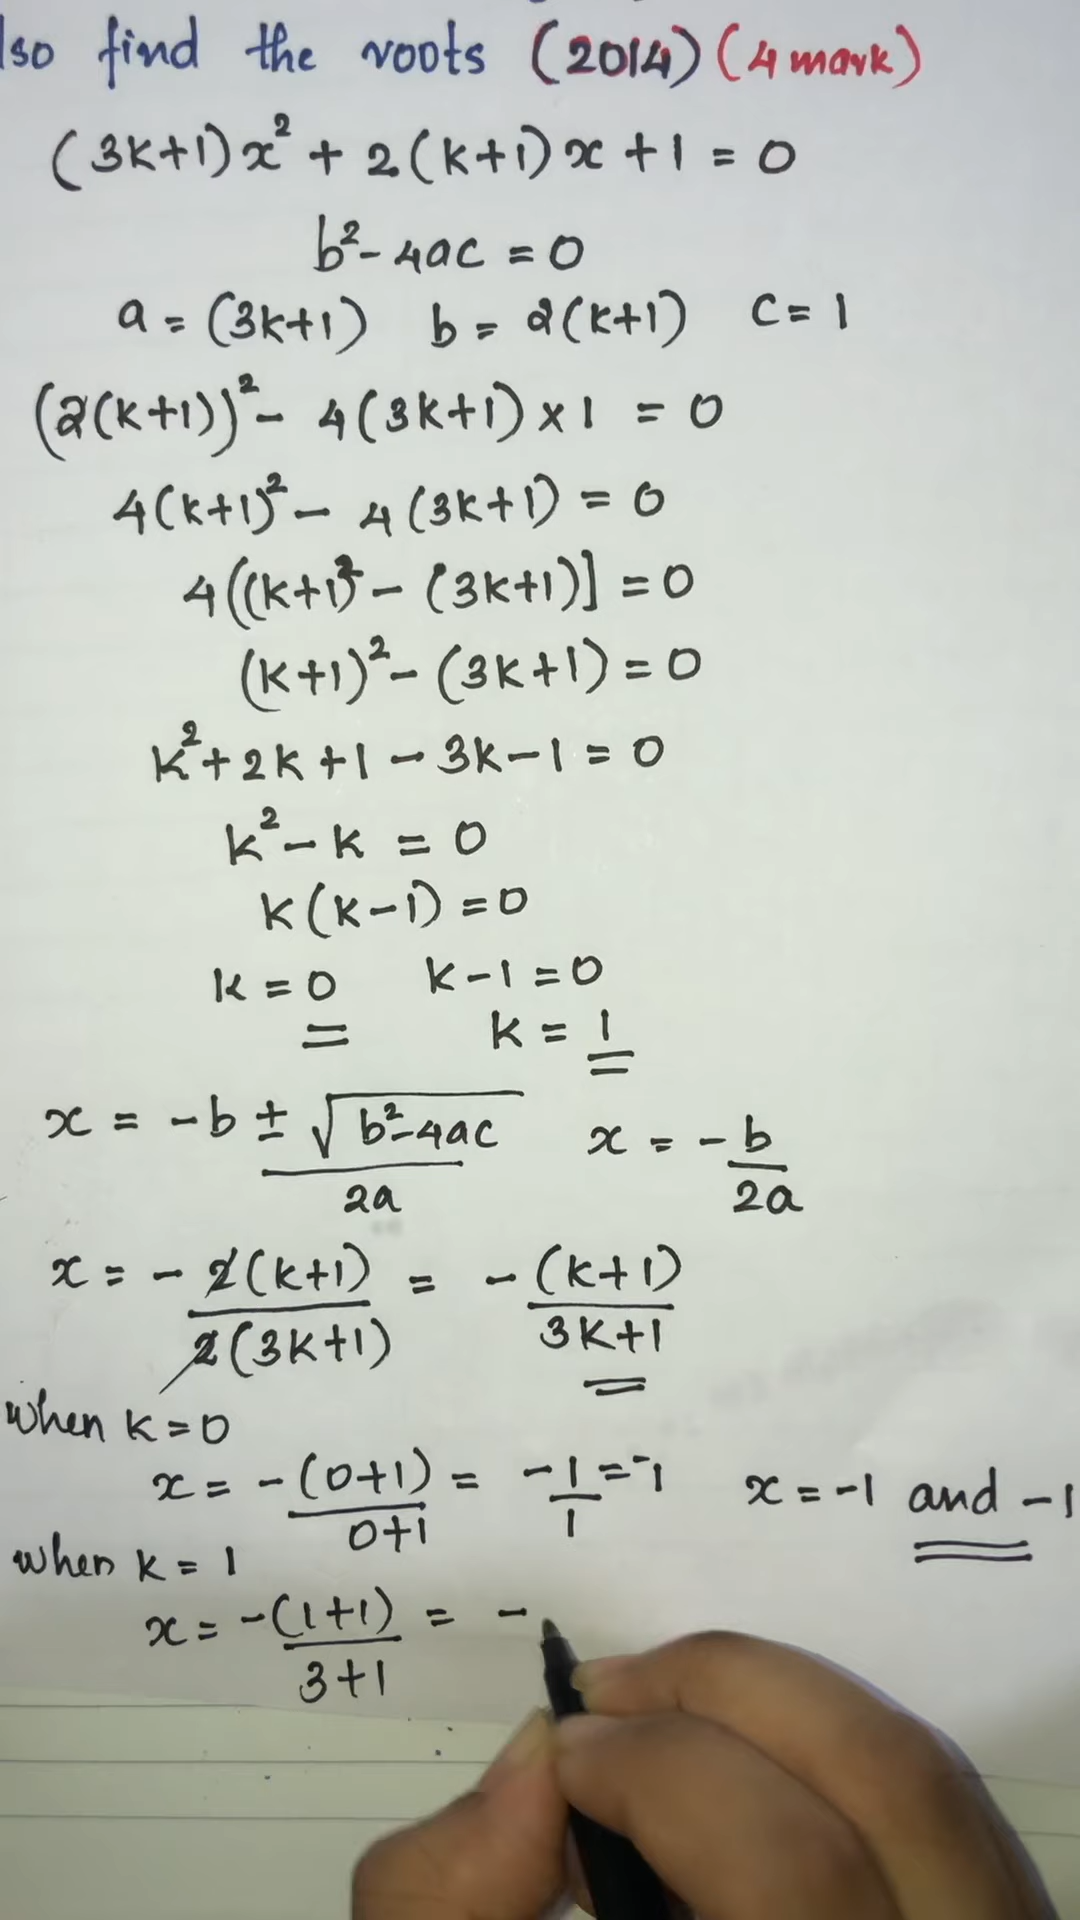 lso find the roots (2014) (4 mark)
(3k+1)x² + 2(k+1)x + 1 = 0
b² - 4ac = 0
a = (3k+1) b = 2(k+1) c = 1
(2(k+1))² - 4(3k+1) × 1 = 0
4(k+1)² - 4(3k+1) = 0
4((k+1)² - (3k+1)] = 0
(k+1)² - (3k+1) = 0
k² + 2k + 1 - 3k - 1 = 0
k² - k = 0
k(k-1) = 0
k = 0 k - 1 = 0
k = 1
x = -b ± √b²-4ac / 2a x = -b/2a
x = -2(k+1) / 2(3k+1) = -(k+1) / 3k+1
when k = 0
x = -(0+1) / 0+1 = -1/1 = -1 x = -1 and -1
when k = 1
x = -(1+1) / 3+1 = -